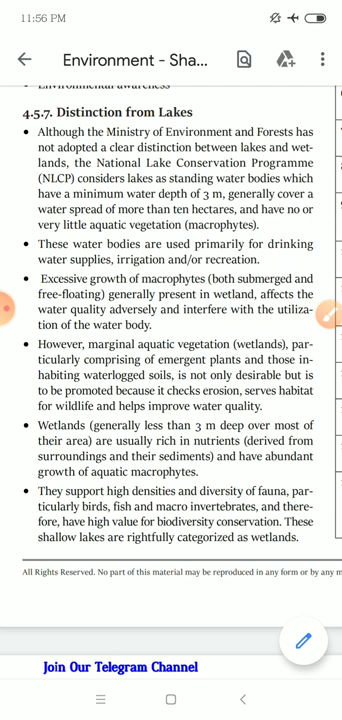 11:56 PM
Environment - Sha...
• Environmental awareness
4.5.7. Distinction from Lakes
• Although the Ministry of Environment and Forests has
not adopted a clear distinction between lakes and wet-
lands, the National Lake Conservation Programme
(NLCP) considers lakes as standing water bodies which
have a minimum water depth of 3 m, generally cover a
water spread of more than ten hectares, and have no or
very little aquatic vegetation (macrophytes).
• These water bodies are used primarily for drinking
water supplies, irrigation and/or recreation.
• Excessive growth of macrophytes (both submerged and
free-floating) generally present in wetland, affects the
water quality adversely and interfere with the utiliza-
tion of the water body.
• However, marginal aquatic vegetation (wetlands), par-
ticularly comprising of emergent plants and those in-
habiting waterlogged soils, is not only desirable but is
to be promoted because it checks erosion, serves habitat
for wildlife and helps improve water quality.
• Wetlands (generally less than 3 m deep over most of
their area) are usually rich in nutrients (derived from
surroundings and their sediments) and have abundant
growth of aquatic macrophytes.
• They support high densities and diversity of fauna, par-
ticularly birds, fish and macro invertebrates, and there-
fore, have high value for biodiversity conservation. These
shallow lakes are rightfully categorized as wetlands.
All Rights Reserved. No part of this material may be reproduced in any form or by any m
Join Our Telegram Channel